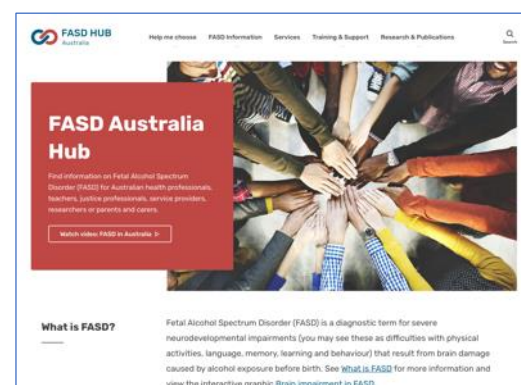 FASD HUB
Australia
Help me choose FASD Information Services Training & Support Research & Publications
Search
FASD Australia
Hub
Find information on Fetal Alcohol Spectrum
Disorder (FASD) for Australian health professionals,
teachers, justice professionals, service providers,
researchers or parents and carers.
Watch video: FASD in Australia
What is FASD?
Fetal Alcohol Spectrum Disorder (FASD) is a diagnostic term for severe
neurodevelopmental impairments (you may see these as difficulties with physical
activities, language, memory, learning and behaviour) that result from brain damage
caused by alcohol exposure before birth. See What is FASD for more information and
view the interactive graphic Brain impairment in FASD